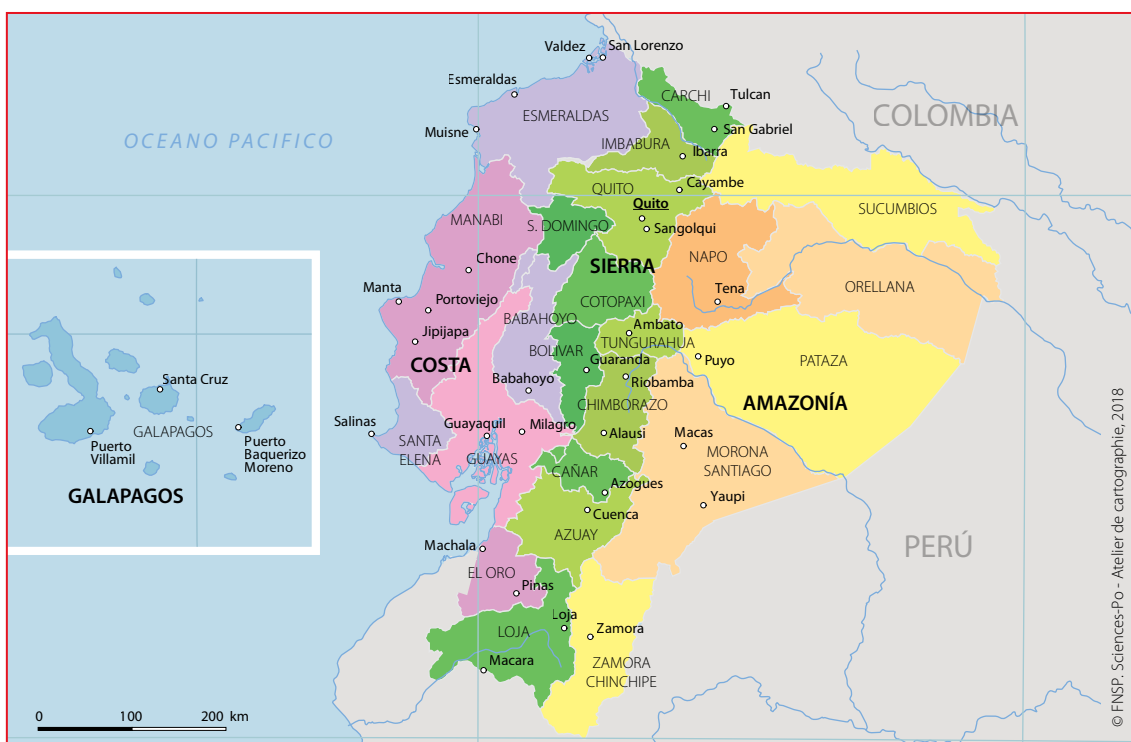 Valdez
San Lorenzo
Esmeraldas
CARCHI
Tulcan
COLOMBIA
ESMERALDAS
San Gabriel
Muisne
OCEANO PACIFICO
IMBABURA
Ibarra
QUITO
Cayambe
Quito
SUCUMBIOS
MANABI
S. DOMINGO
Sangolqui
NAPO
Chone
SIERRA
ORELLANA
Manta
Portoviejo
COTOPAXI
Tena
BABAHOYO
Ambato
Jipijapa
BOLIVAR
TUNGURAHUA
COSTA
Guaranda
Puyo
PATAZA
Babahoyo
Riobamba
AMAZONÍA
CHIMBORAZO
Salinas
Guayaquil
Milagro
Alausi
Macas
SANTA
ELENA
GUAYAS
MORONA
SANTIAGO
CAÑAR
Azogues
Yaupi
Cuenca
AZUAY
PERÚ
Machala
EL ORO
Pinas
Loja
LOJA
Zamora
Macara
ZAMORA
CHINCHIPE
Santa Cruz
GALAPAGOS
Puerto
Villamil
Puerto
Baquerizo
Moreno
GALAPAGOS
0 100 200 km
© FNSP. Sciences-Po - Atelier de cartographie, 2018